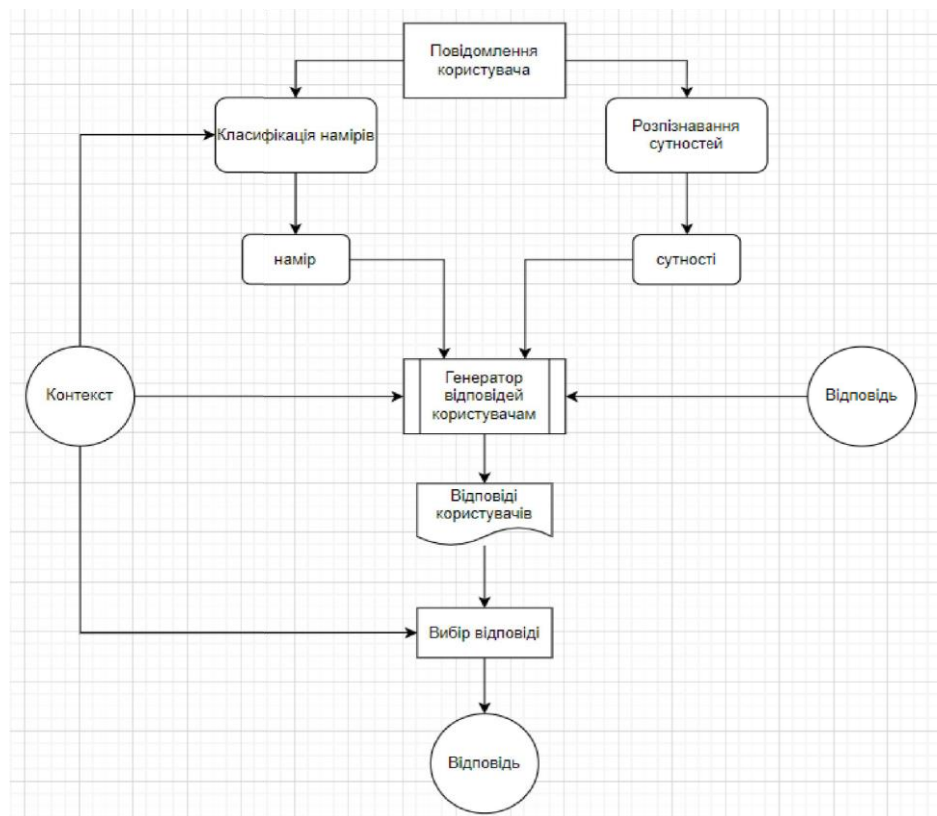 Повідомлення
користувача
Класифікація намірів
Розпізнавання
сутностей
намір
сутності
Контекст
Генератор
відповідей
користувачам
Відповідь
Відповіді
користувачів
Вибір відповіді
Відповідь